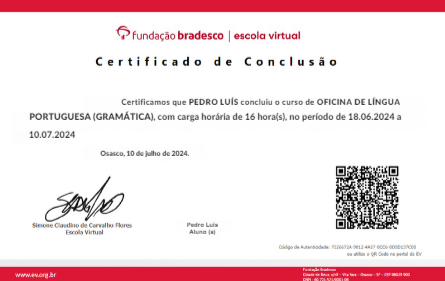 fundação bradesco | escola virtual
Certificado de Conclusão
Certificamos que PEDRO LUÍS concluiu o curso de OFICINA DE LÍNGUA
PORTUGUESA (GRAMÁTICA), com carga horária de 16 hora(s), no período de 18.06.2024 a
10.07.2024
Osasco, 10 de julho de 2024.
Simone Claudino de Carvalho Flores
Escola Virtual
Pedro Luís
Aluno (a)
Código de Autenticidade:
ou utilize o QR Code no portal da EV
www.ev.org.br
Fundação Bradesco